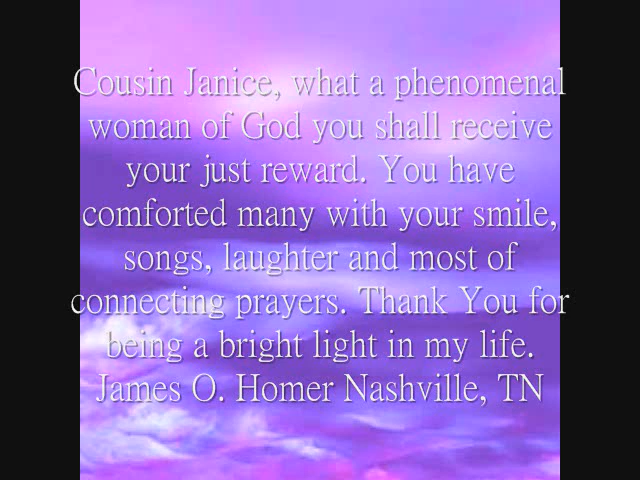 Cousin Janice, what a phenomenal
woman of God you shall receive
your just reward. You have
comforted many with your smile,
songs, laughter and most of
connecting prayers. Thank You for
being a bright light in my life.
James O. Homer Nashville, TN